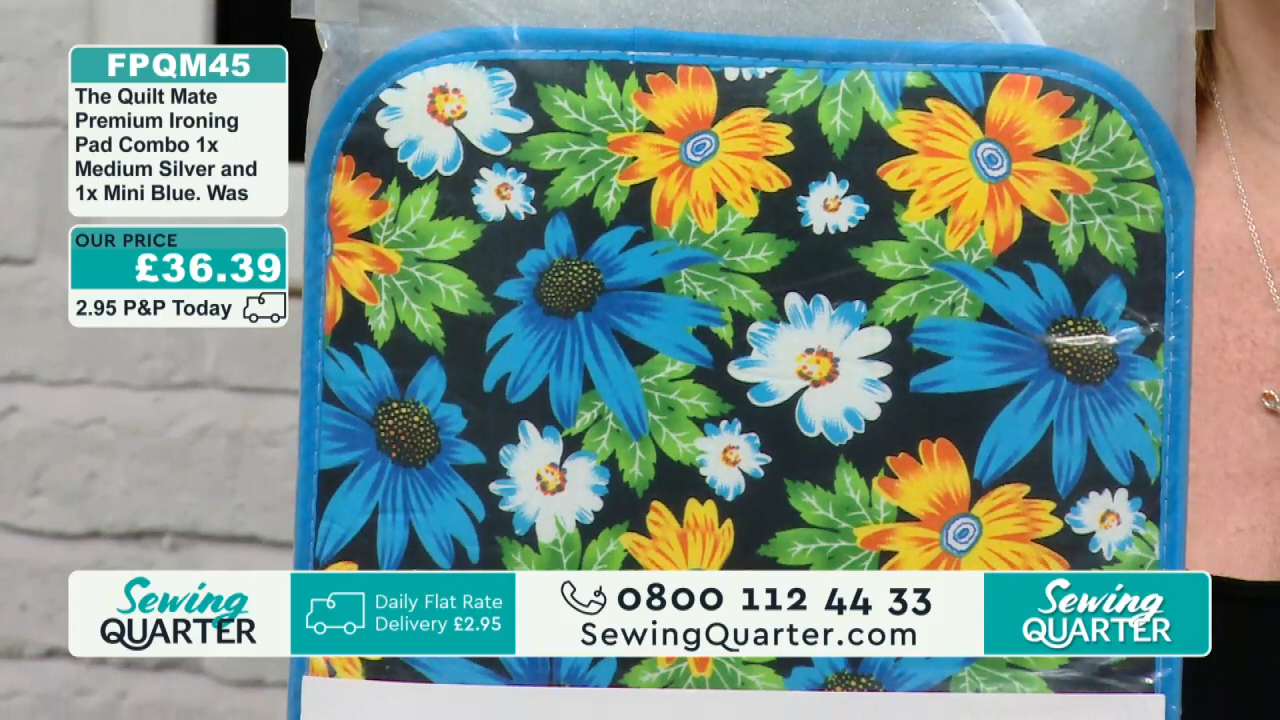 FPQM45
The Quilt Mate
Premium Ironing
Pad Combo 1x
Medium Silver and
1x Mini Blue. Was
OUR PRICE
£36.39
2.95 P&P Today
Sewing
QUARTER
Daily Flat Rate
Delivery £2.95
0800 112 44 33
SewingQuarter.com
Sewing
QUARTER